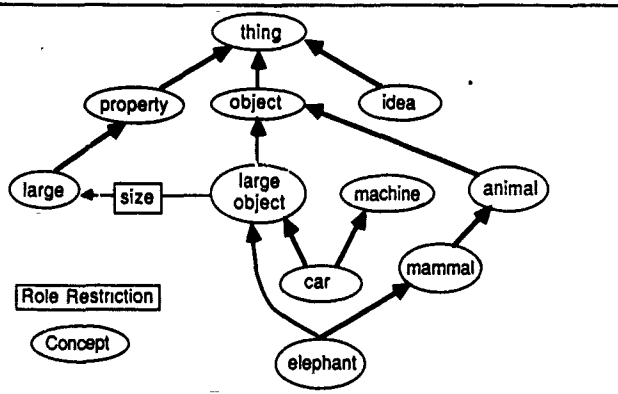 thing
property
object
idea
large
size
large
object
machine
animal
car
mammal
Role Restriction
Concept
elephant